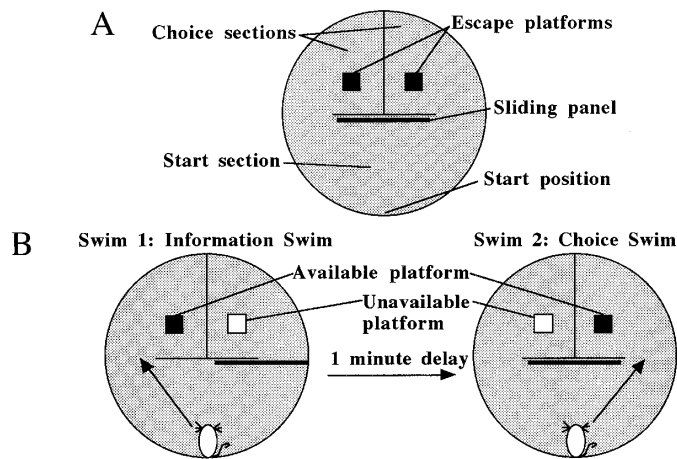 A
Choice sections
Escape platforms
Sliding panel
Start section
Start position
B
Swim 1: Information Swim
Swim 2: Choice Swim
Available platform
Unavailable
platform
1 minute delay